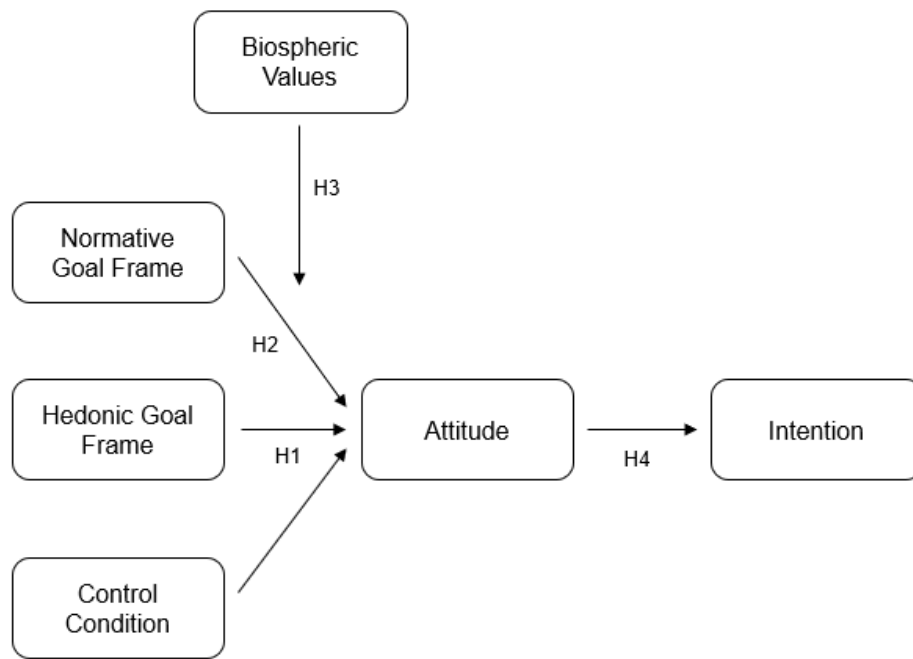 Biospheric
Values
H3
Normative
Goal Frame
H2
Hedonic Goal
Frame
H1
Attitude
H4
Intention
Control
Condition